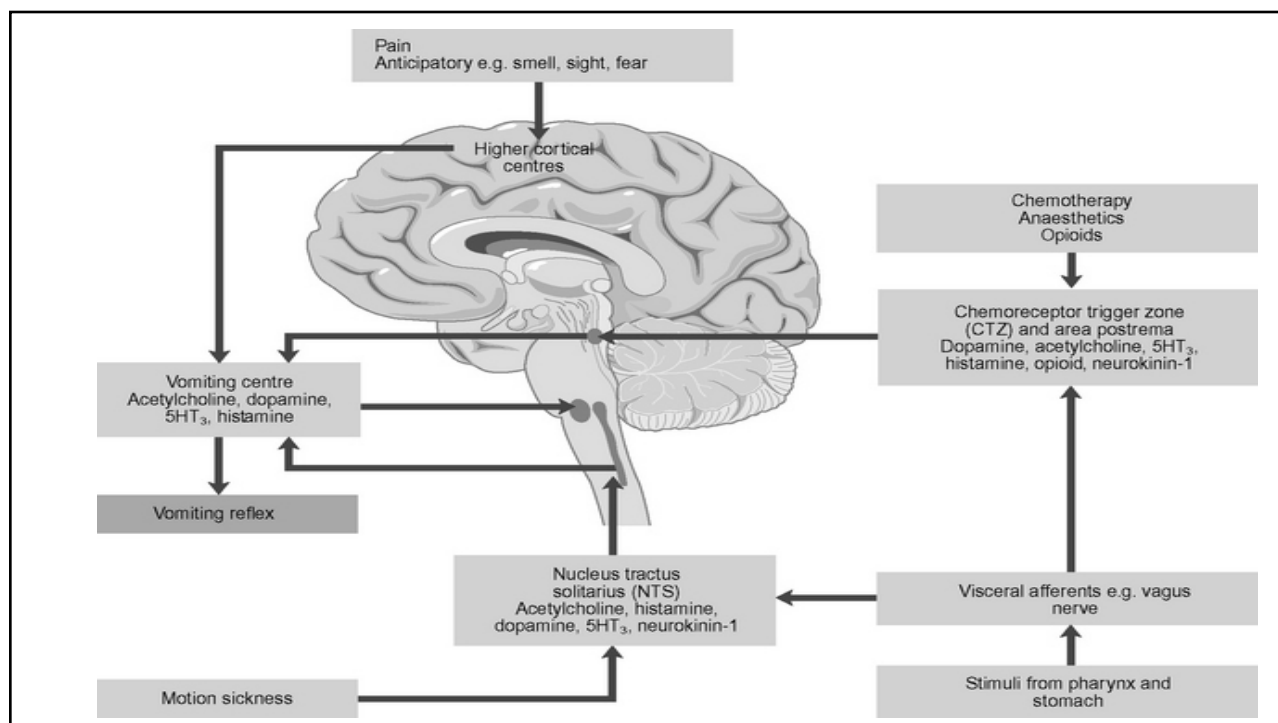 Pain
Anticipatory e.g. smell, sight, fear
Higher cortical
centres
Chemotherapy
Anaesthetics
Opioids
Chemoreceptor trigger zone
(CTZ) and area postrema
Dopamine, acetylcholine, 5HT₃,
histamine, opioid, neurokinin-1
Vomiting centre
Acetylcholine, dopamine,
5HT₃, histamine
Vomiting reflex
Nucleus tractus
solitarius (NTS)
Acetylcholine, histamine,
dopamine, 5HT₃, neurokinin-1
Visceral afferents e.g. vagus
nerve
Motion sickness
Stimuli from pharynx and
stomach